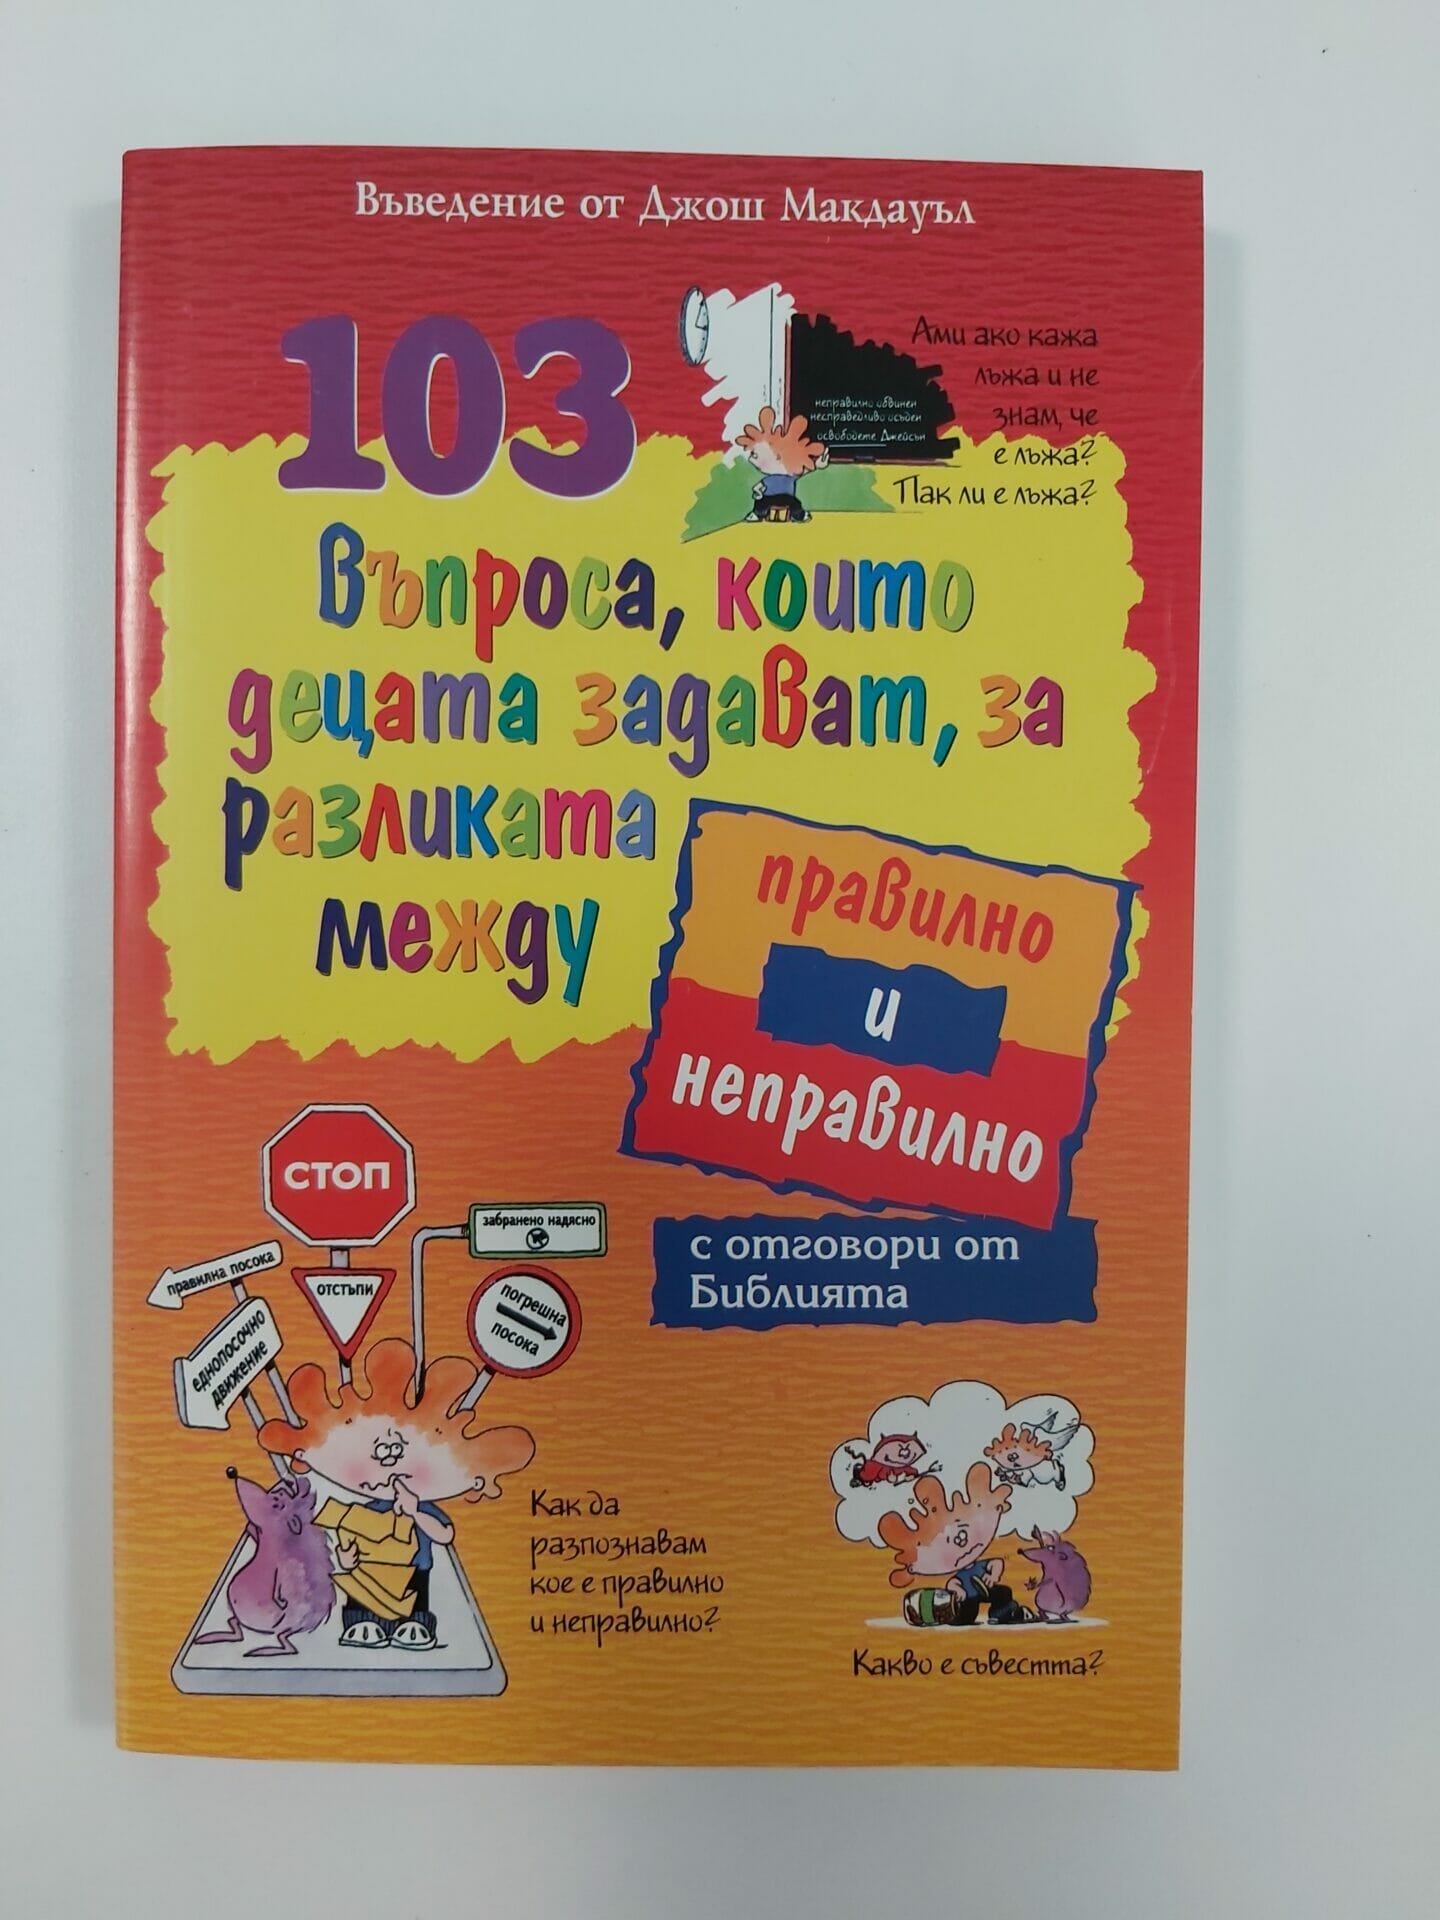 Въведение от Джош Макдауъл
103
Ами ако кажа
лъжа и не
знам, че
е лъжа?
Пак ли е лъжа?
неправилно обвинен
несправедливо осъден
освободете Джейсън
въпроса, които
децата задават, за
разликата
между
правилно
и
неправилно
с отговори от
Библията
СТОП
забранено надясно
правилна посока
ОТСТЪПИ
погрешна
посока
еднопосочно
движение
Как да
разпознавам
кое е правилно
и неправилно?
Какво е съвестта?